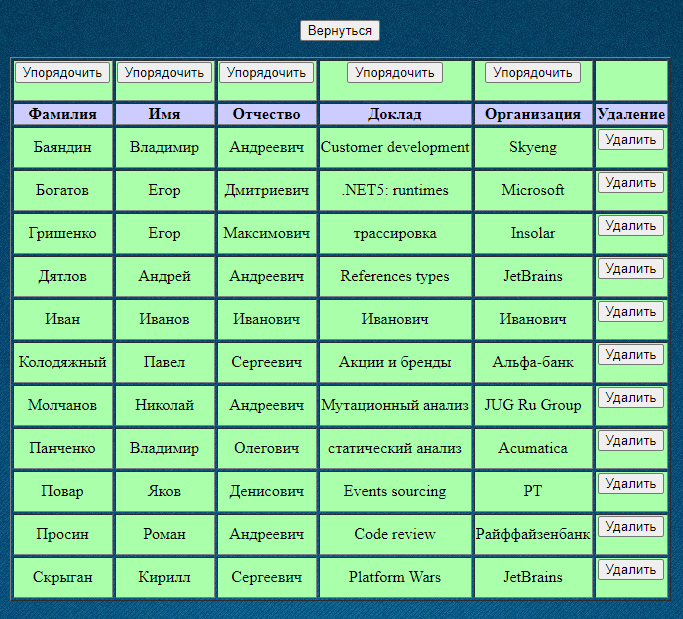 Вернуться
Упорядочить Упорядочить Упорядочить Упорядочить Упорядочить
Фамилия Имя Отчество Доклад Организация Удаление
Баяндин Владимир Андреевич Customer development Skyeng Удалить
Богатов Егор Дмитриевич .NET5: runtimes Microsoft Удалить
Гришенко Егор Максимович трассировка Insolar Удалить
Дятлов Андрей Андреевич References types JetBrains Удалить
Иван Иванов Иванович Иванович Иванович Удалить
Колодяжный Павел Сергеевич Акции и бренды Альфа-банк Удалить
Молчанов Николай Андреевич Мутационный анализ JUG Ru Group Удалить
Панченко Владимир Олегович статический анализ Acumatica Удалить
Повар Яков Денисович Events sourcing PT Удалить
Просин Роман Андреевич Code review Райффайзенбанк Удалить
Скрыган Кирилл Сергеевич Platform Wars JetBrains Удалить